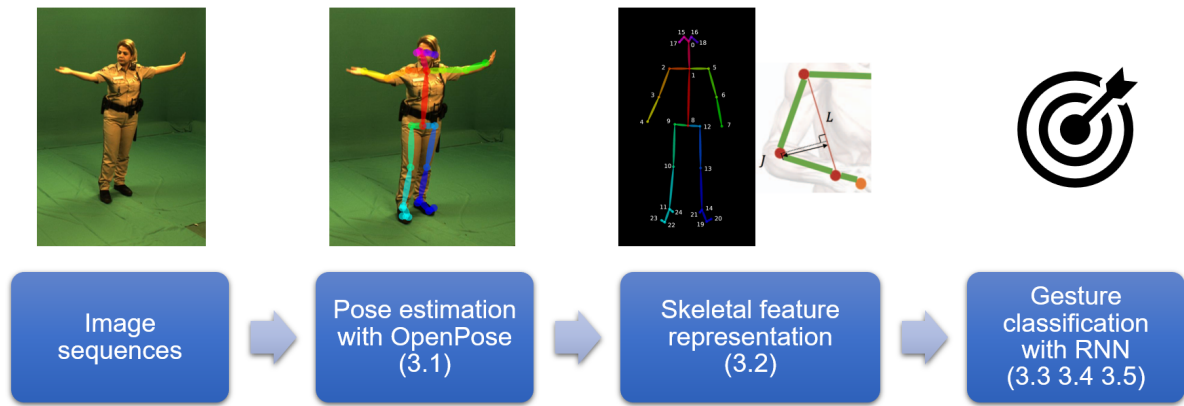 15 16
17 18
0
2 5
1
3 6
4 7
9 8 12
10 13
11 24 14
23 22 21 20
19
L
J
Image
sequences
Pose estimation
with OpenPose
(3.1)
Skeletal feature
representation
(3.2)
Gesture
classification
with RNN
(3.3 3.4 3.5)